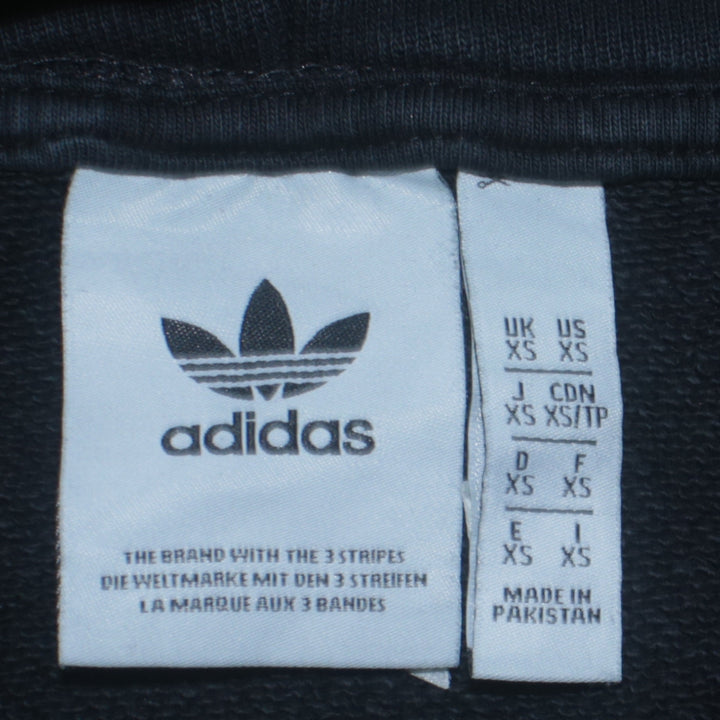 adidas
THE BRAND WITH THE 3 STRIPES
DIE WELTMARKE MIT DEN 3 STREIFEN
LA MARQUE AUX 3 BANDES
UK US
XS XS
J CDN
XS XS/TP
D F
XS XS
E I
XS XS
MADE IN
PAKISTAN